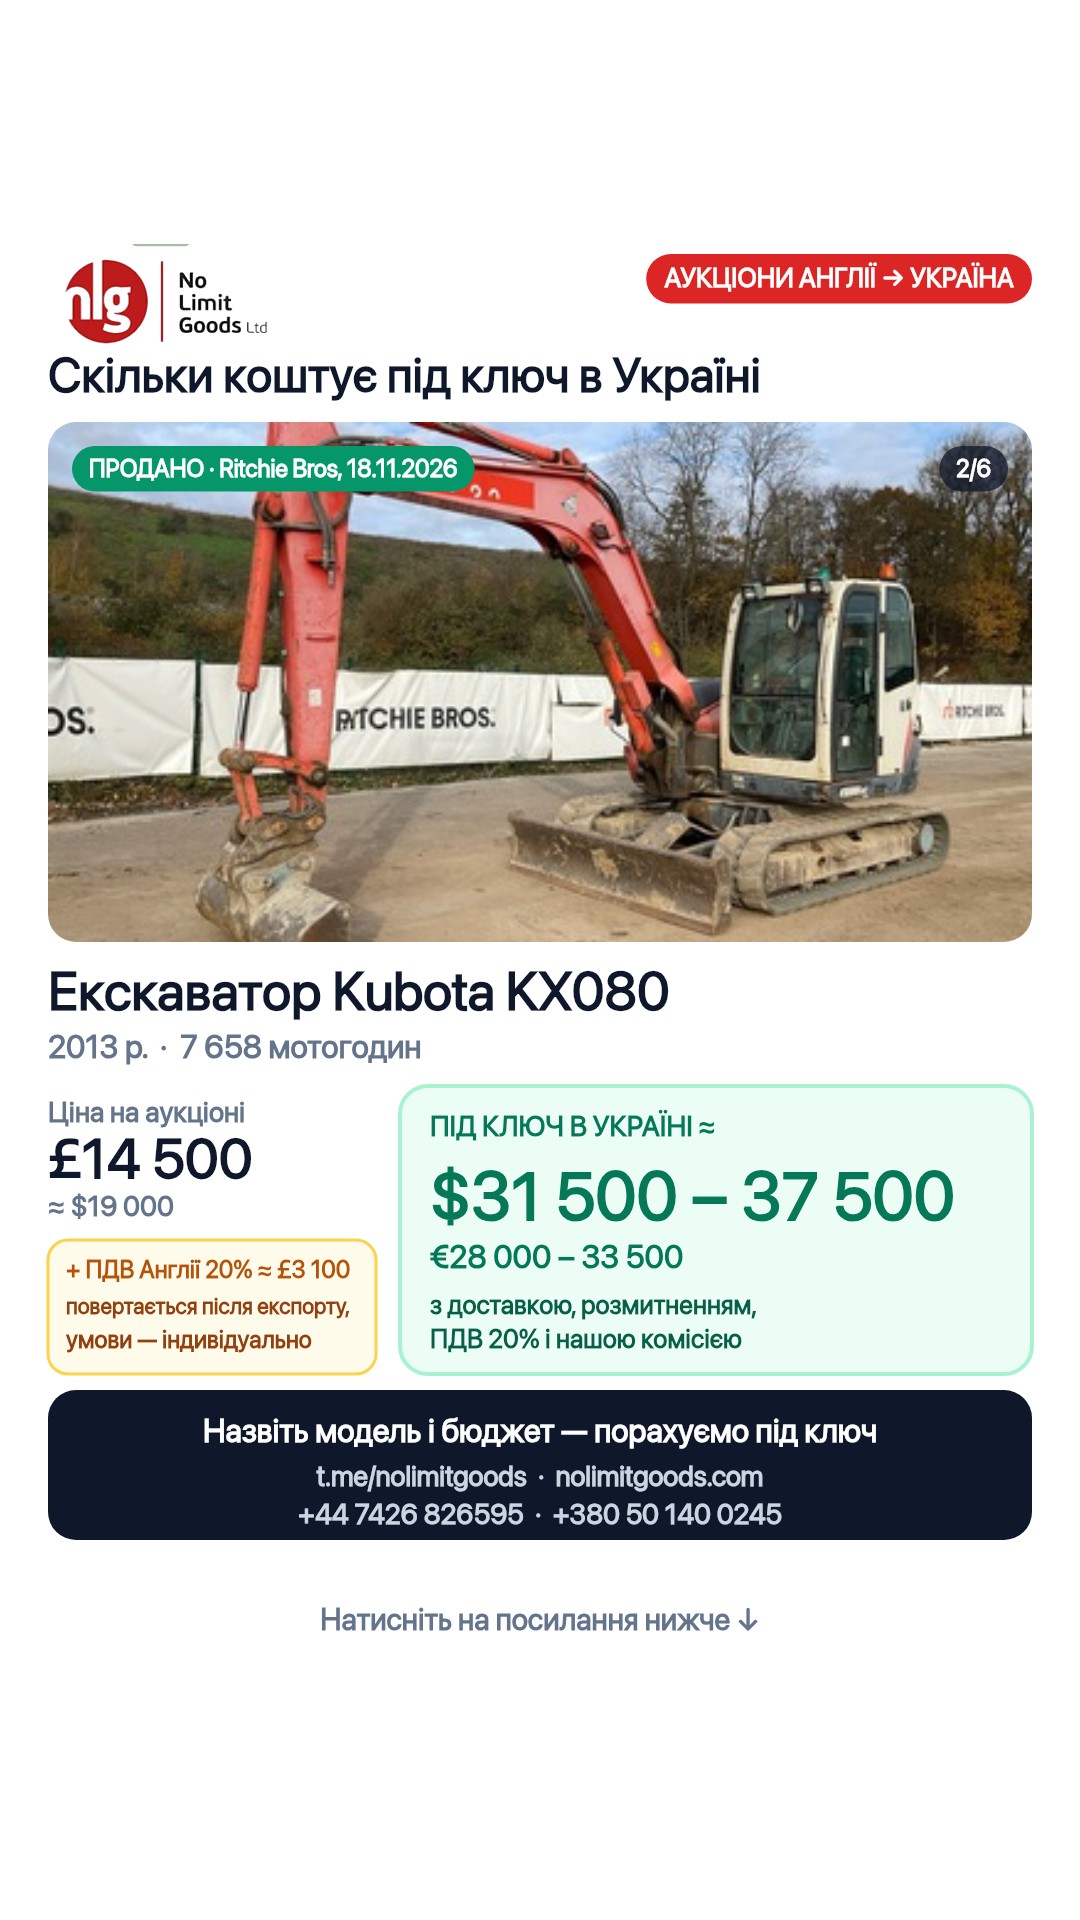 nlg
No
Limit
Goods Ltd
АУКЦІОНИ АНГЛІЇ → УКРАЇНА
Скільки коштує під ключ в Україні
ПРОДАНО · Ritchie Bros, 18.11.2026
2/6
OS.
RITCHIE BROS.
RITCHIE BROS.
Екскаватор Kubota KX080
2013 р. · 7 658 мотогодин
Ціна на аукціоні
£14 500
≈ $19 000
+ ПДВ Англії 20% ≈ £3 100
повертається після експорту,
умови — індивідуально
ПІД КЛЮЧ В УКРАЇНІ ≈
$31 500 – 37 500
€28 000 – 33 500
з доставкою, розмитненням,
ПДВ 20% і нашою комісією
Назвіть модель і бюджет — порахуємо під ключ
t.me/nolimitgoods · nolimitgoods.com
+44 7426 826595 · +380 50 140 0245
Натисніть на посилання нижче ↓